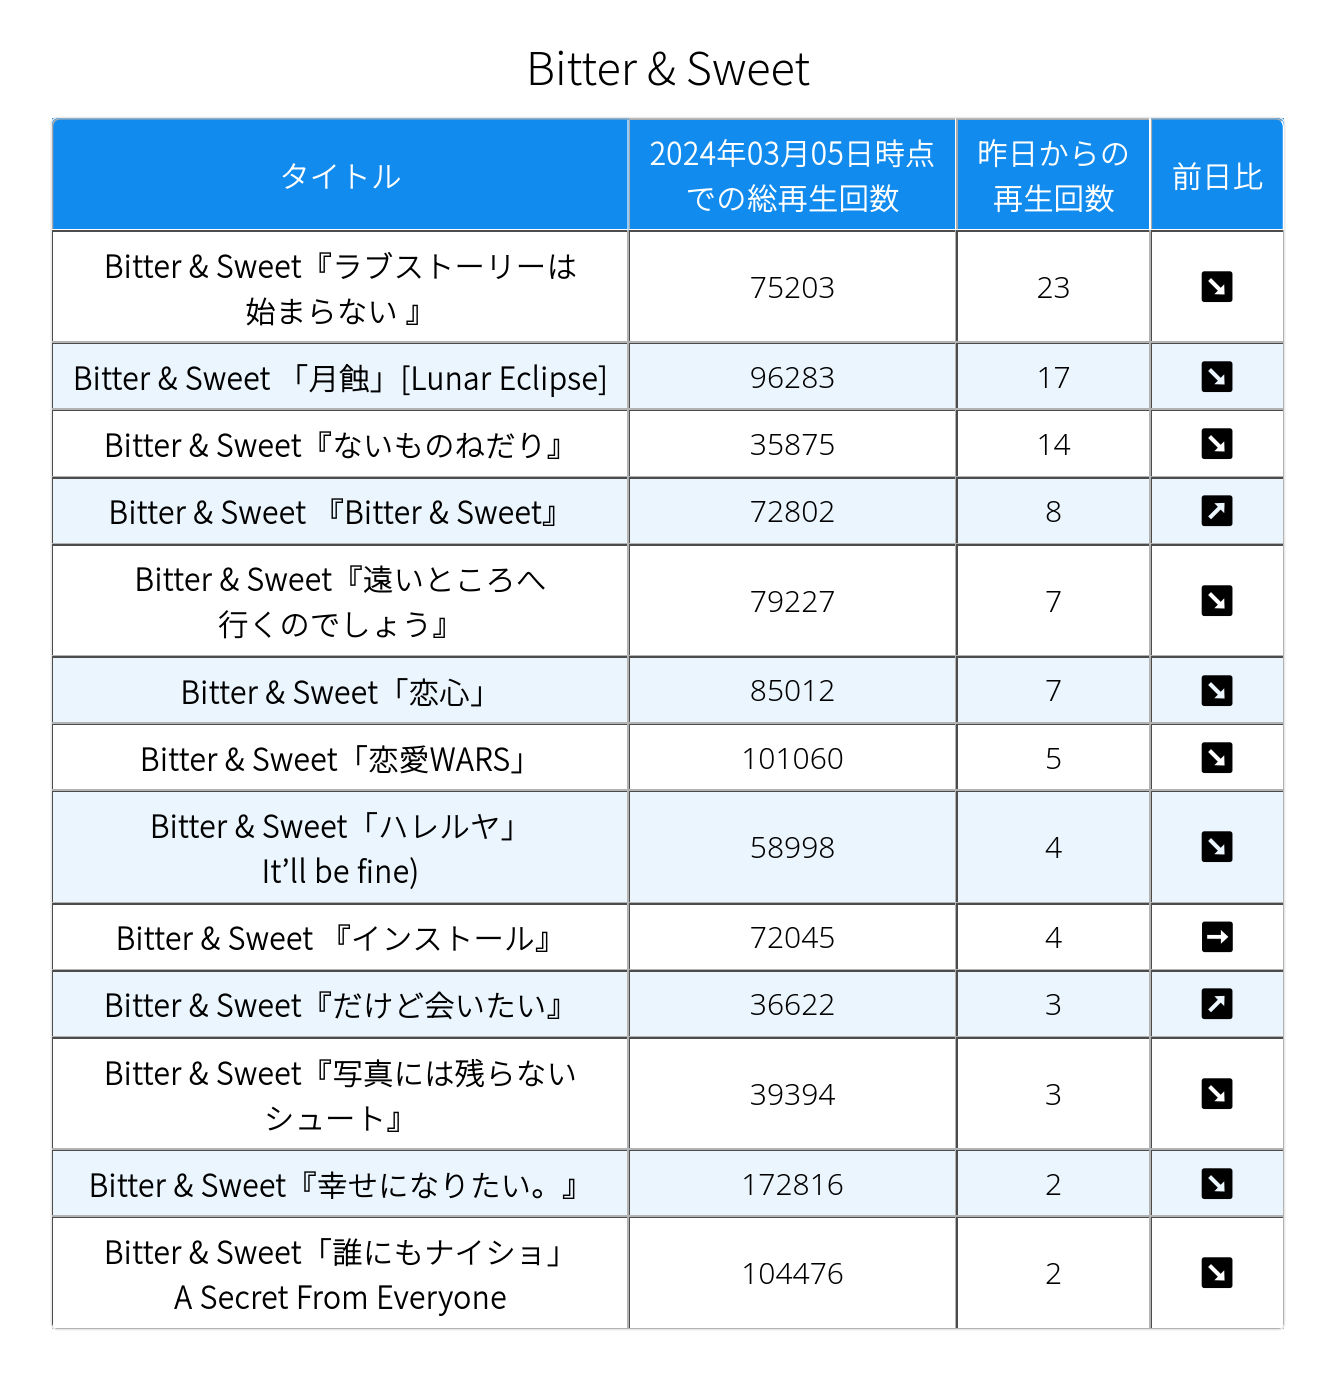 Bitter & Sweet
タイトル
2024年03月05日時点
での総再生回数
昨日からの
再生回数
前日比
Bitter & Sweet『ラブストーリーは
始まらない 』
75203
23
Bitter & Sweet 「月蝕」[Lunar Eclipse]
96283
17
Bitter & Sweet『ないものねだり』
35875
14
Bitter & Sweet 『Bitter & Sweet』
72802
8
Bitter & Sweet『遠いところへ
行くのでしょう』
79227
7
Bitter & Sweet「恋心」
85012
7
Bitter & Sweet「恋愛WARS」
101060
5
Bitter & Sweet「ハレルヤ」
It’ll be fine)
58998
4
Bitter & Sweet 『インストール』
72045
4
Bitter & Sweet『だけど会いたい』
36622
3
Bitter & Sweet『写真には残らない
シュート』
39394
3
Bitter & Sweet『幸せになりたい。』
172816
2
Bitter & Sweet「誰にもナイショ」
A Secret From Everyone
104476
2